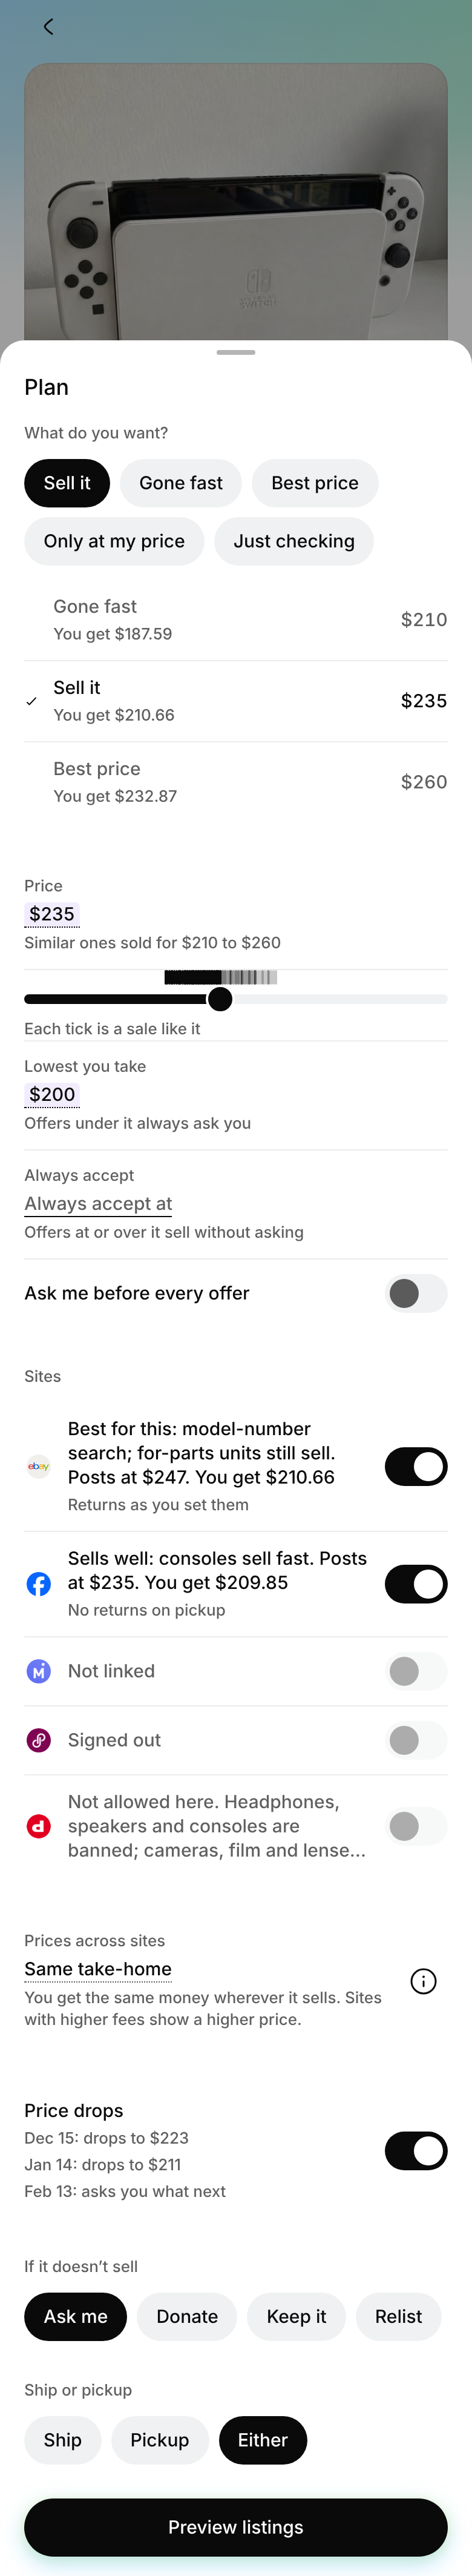 SWITCH
Plan
What do you want?
Sell it
Gone fast
Best price
Only at my price
Just checking
Gone fast
You get $187.59
$210
Sell it
You get $210.66
$235
Best price
You get $232.87
$260
Price
$235
Similar ones sold for $210 to $260
Each tick is a sale like it
Lowest you take
$200
Offers under it always ask you
Always accept
Always accept at
Offers at or over it sell without asking
Ask me before every offer
Sites
ebay
Best for this: model-number
search; for-parts units still sell.
Posts at $247. You get $210.66
Returns as you set them
Sells well: consoles sell fast. Posts
at $235. You get $209.85
No returns on pickup
Not linked
Signed out
Not allowed here. Headphones,
speakers and consoles are
banned; cameras, film and lense...
Prices across sites
Same take-home
You get the same money wherever it sells. Sites
with higher fees show a higher price.
Price drops
Dec 15: drops to $223
Jan 14: drops to $211
Feb 13: asks you what next
If it doesn’t sell
Ask me
Donate
Keep it
Relist
Ship or pickup
Ship
Pickup
Either
Preview listings